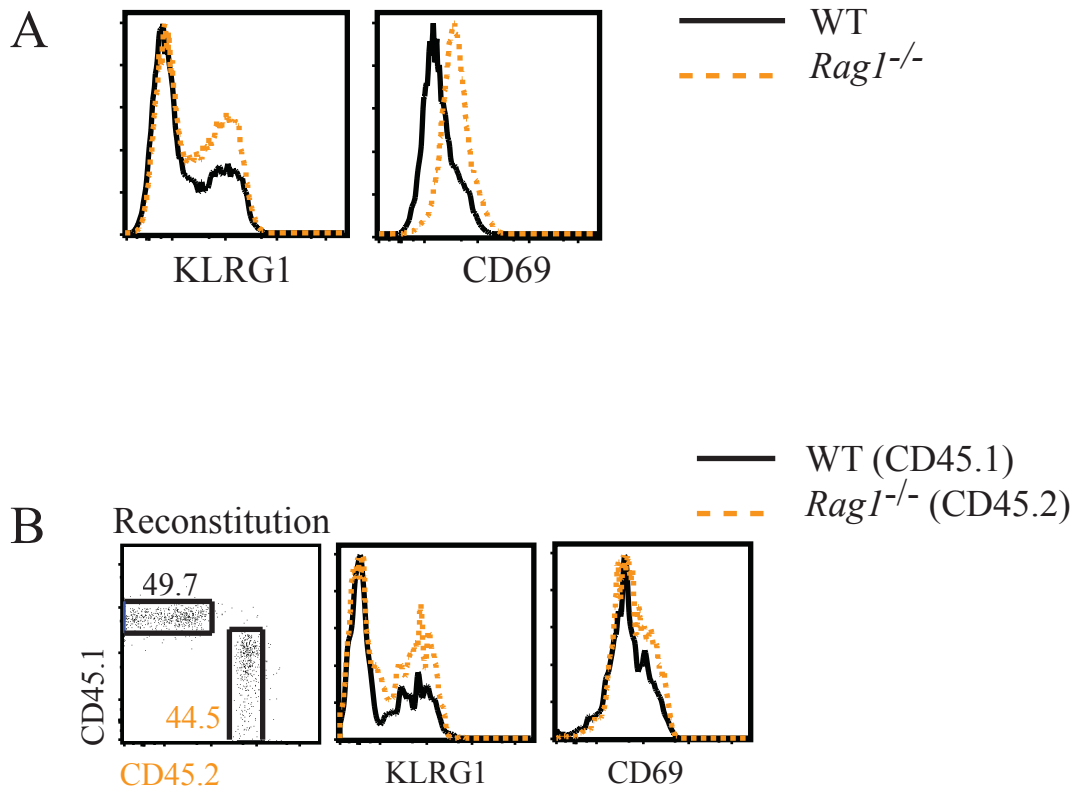 A
WT
Rag1-/-
KLRG1
CD69
B
WT (CD45.1)
Rag1-/- (CD45.2)
Reconstitution
49.7
44.5
CD45.1
CD45.2
KLRG1
CD69